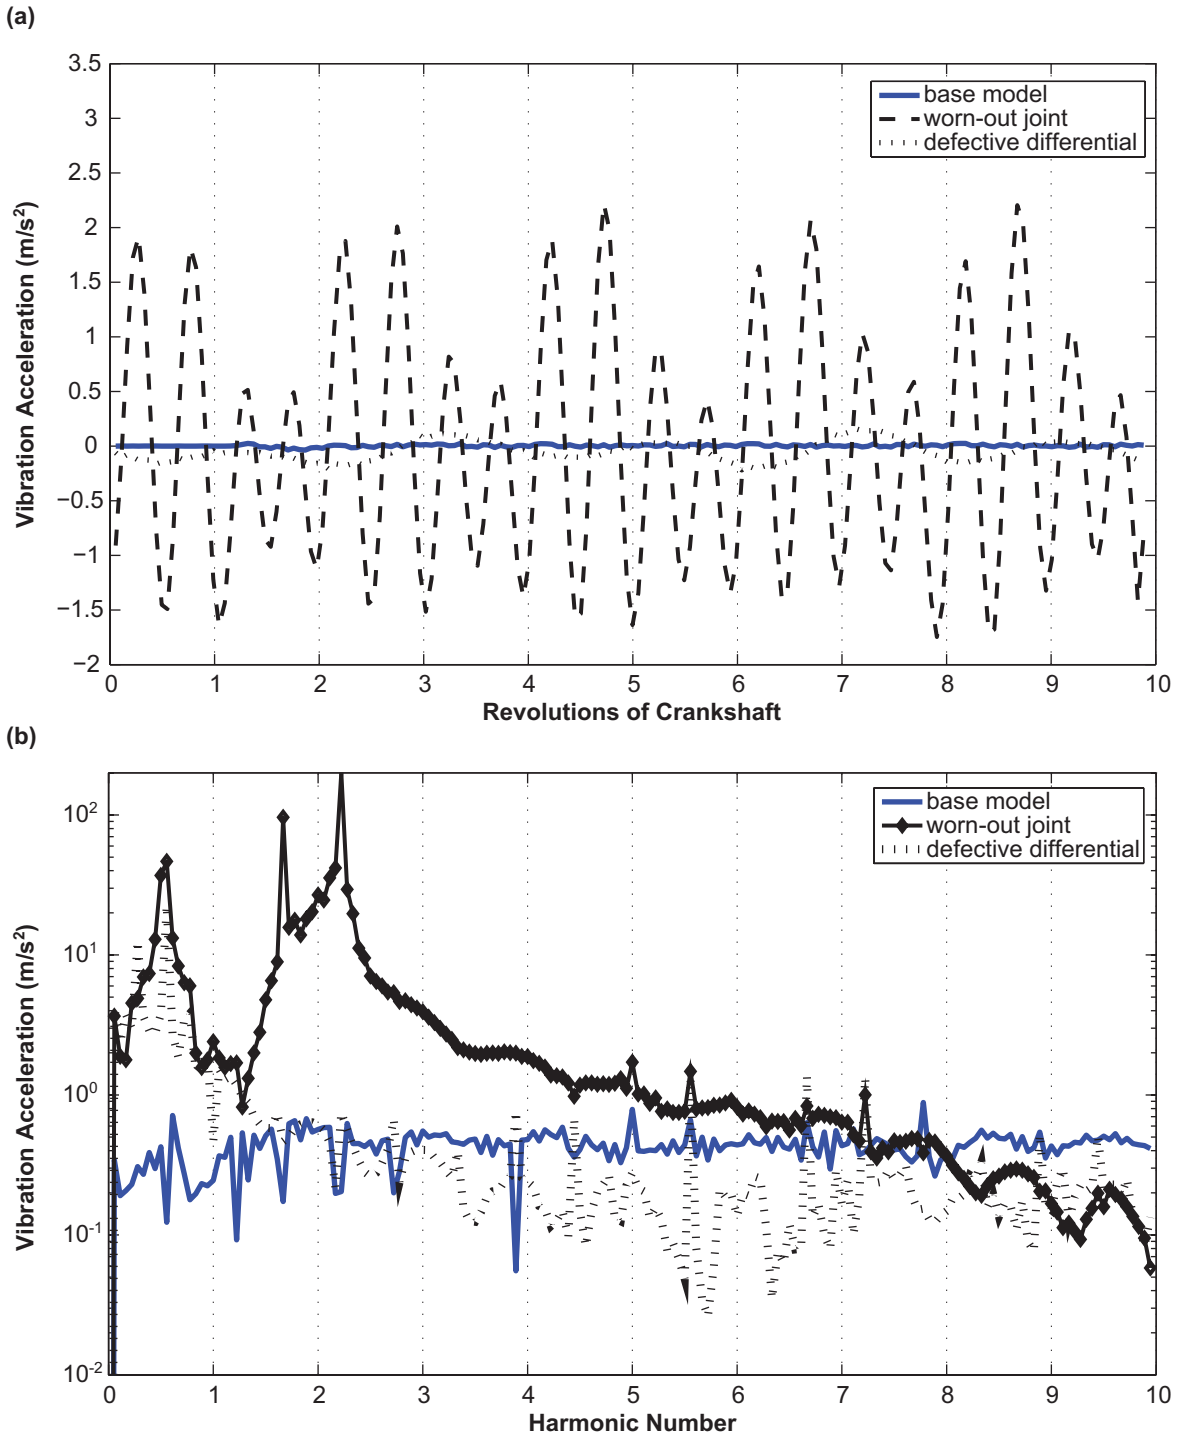 (a)
3.5
3
2.5
2
1.5
1
0.5
0
−0.5
−1
−1.5
−2
Vibration Acceleration (m/s²)
base model
worn-out joint
defective differential
0 1 2 3 4 5 6 7 8 9 10
Revolutions of Crankshaft
(b)
10²
10¹
10⁰
10⁻¹
10⁻²
Vibration Acceleration (m/s²)
base model
worn-out joint
defective differential
0 1 2 3 4 5 6 7 8 9 10
Harmonic Number